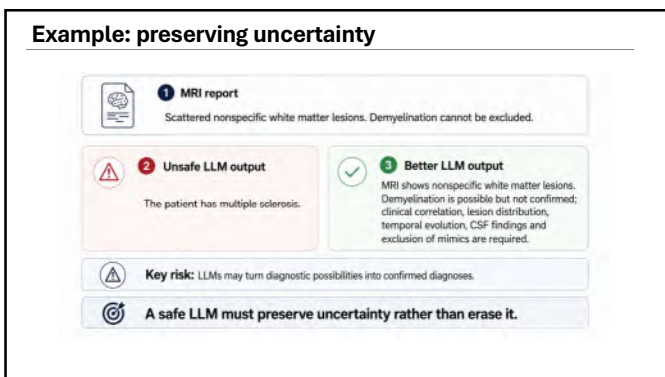 Example: preserving uncertainty
1 MRI report
Scattered nonspecific white matter lesions. Demyelination cannot be excluded.
2 Unsafe LLM output
The patient has multiple sclerosis.
3 Better LLM output
MRI shows nonspecific white matter lesions.
Demyelination is possible but not confirmed;
clinical correlation, lesion distribution,
temporal evolution, CSF findings and
exclusion of mimics are required.
Key risk: LLMs may turn diagnostic possibilities into confirmed diagnoses.
A safe LLM must preserve uncertainty rather than erase it.